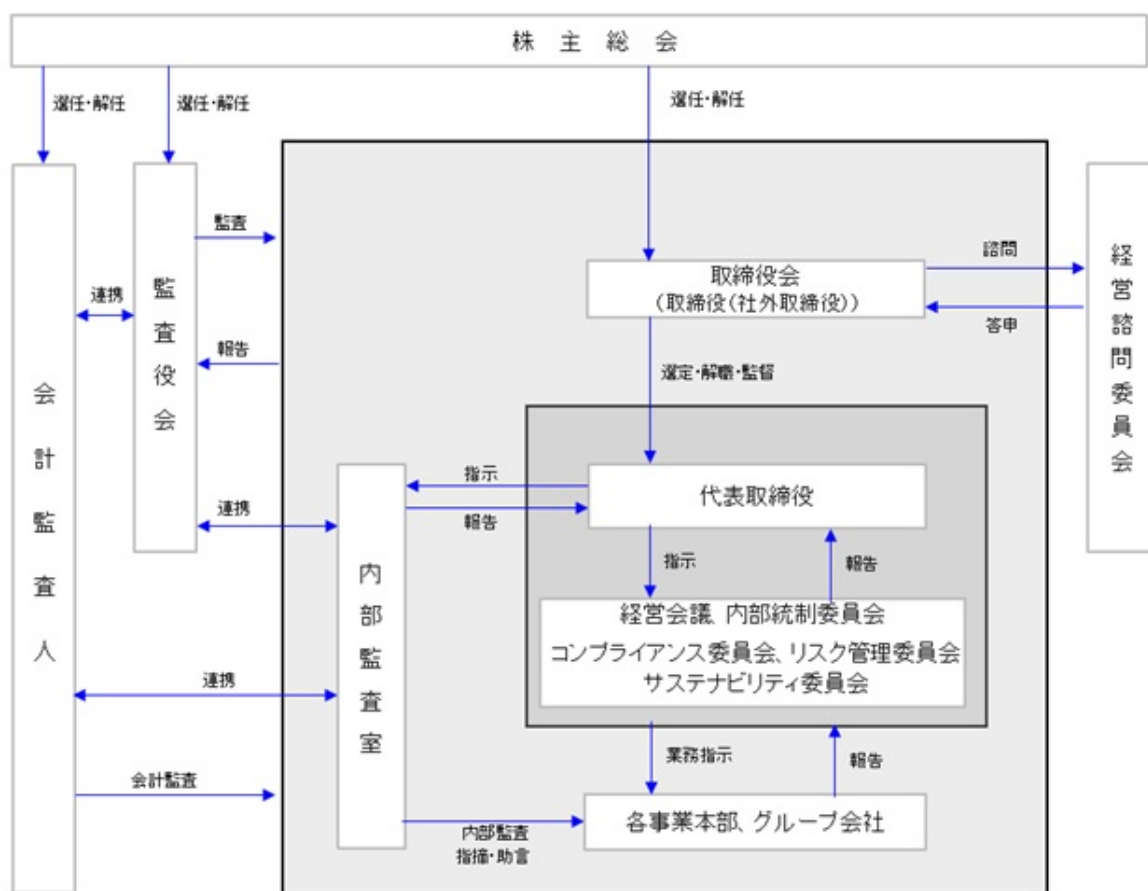 株主総会
選任・解任
選任・解任
選任・解任
監査
監査役会
連携
報告
会計監査人
取締役会
(取締役(社外取締役))
諮問
答申
経営諮問委員会
選定・解職・監督
指示
報告
代表取締役
連携
指示
報告
内部監査室
経営会議、内部統制委員会
コンプライアンス委員会、リスク管理委員会
サステナビリティ委員会
連携
業務指示
報告
会計監査
内部監査
指摘・助言
各事業本部、グループ会社